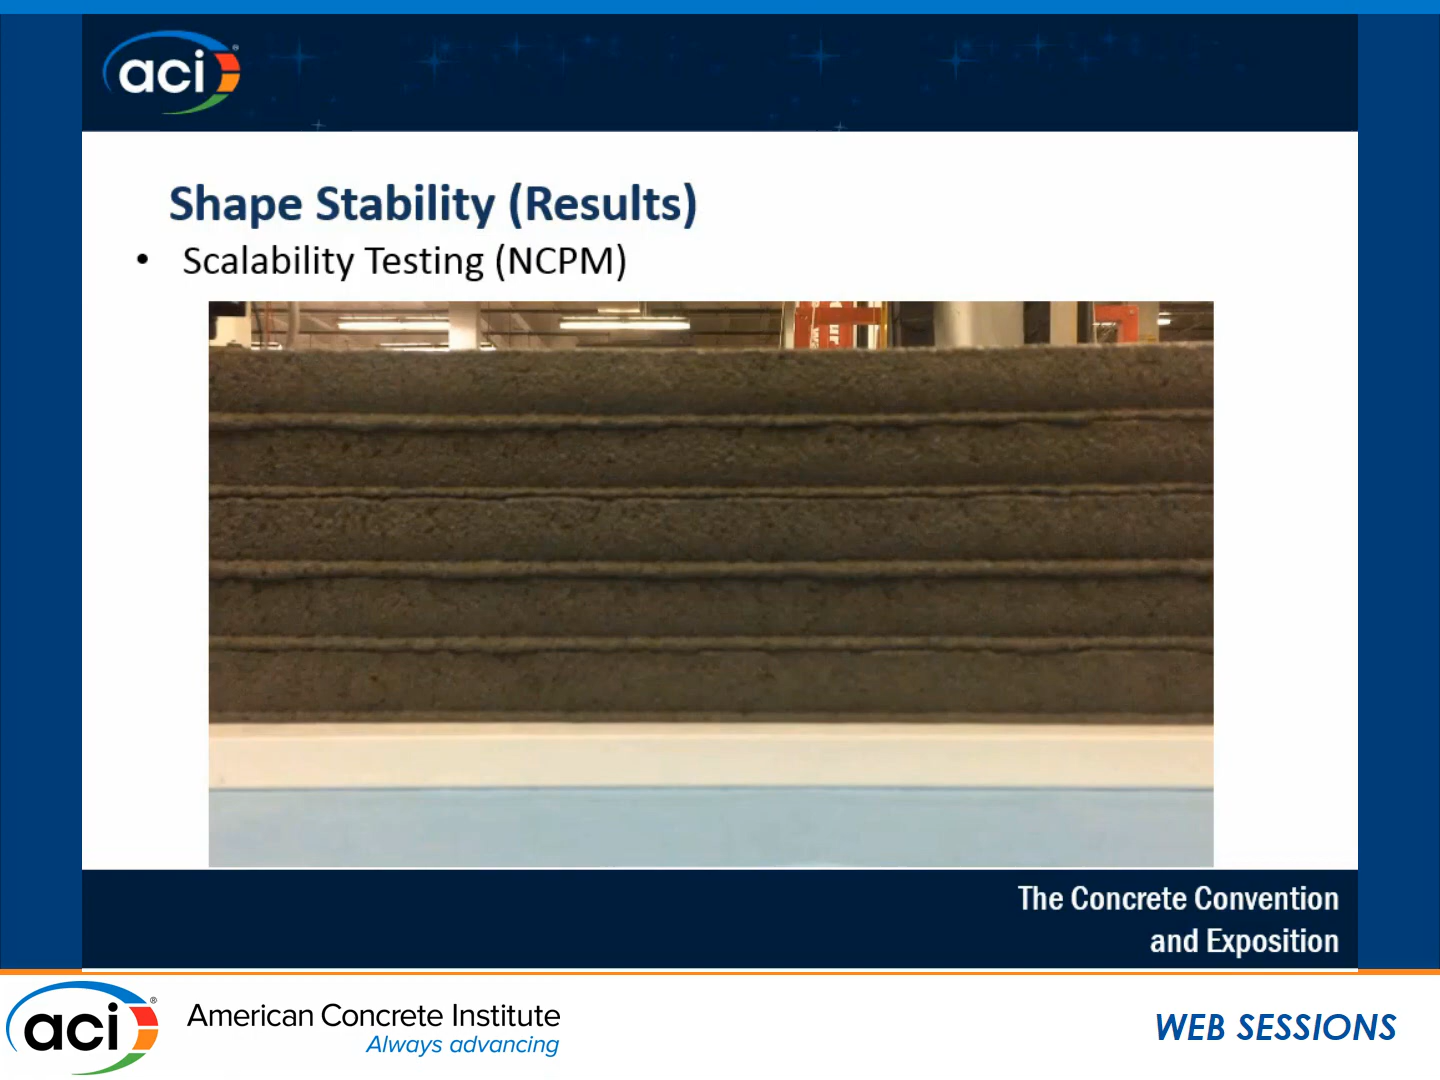 aci
Shape Stability (Results)
• Scalability Testing (NCPM)
The Concrete Convention
and Exposition
aci
American Concrete Institute
Always advancing
WEB SESSIONS